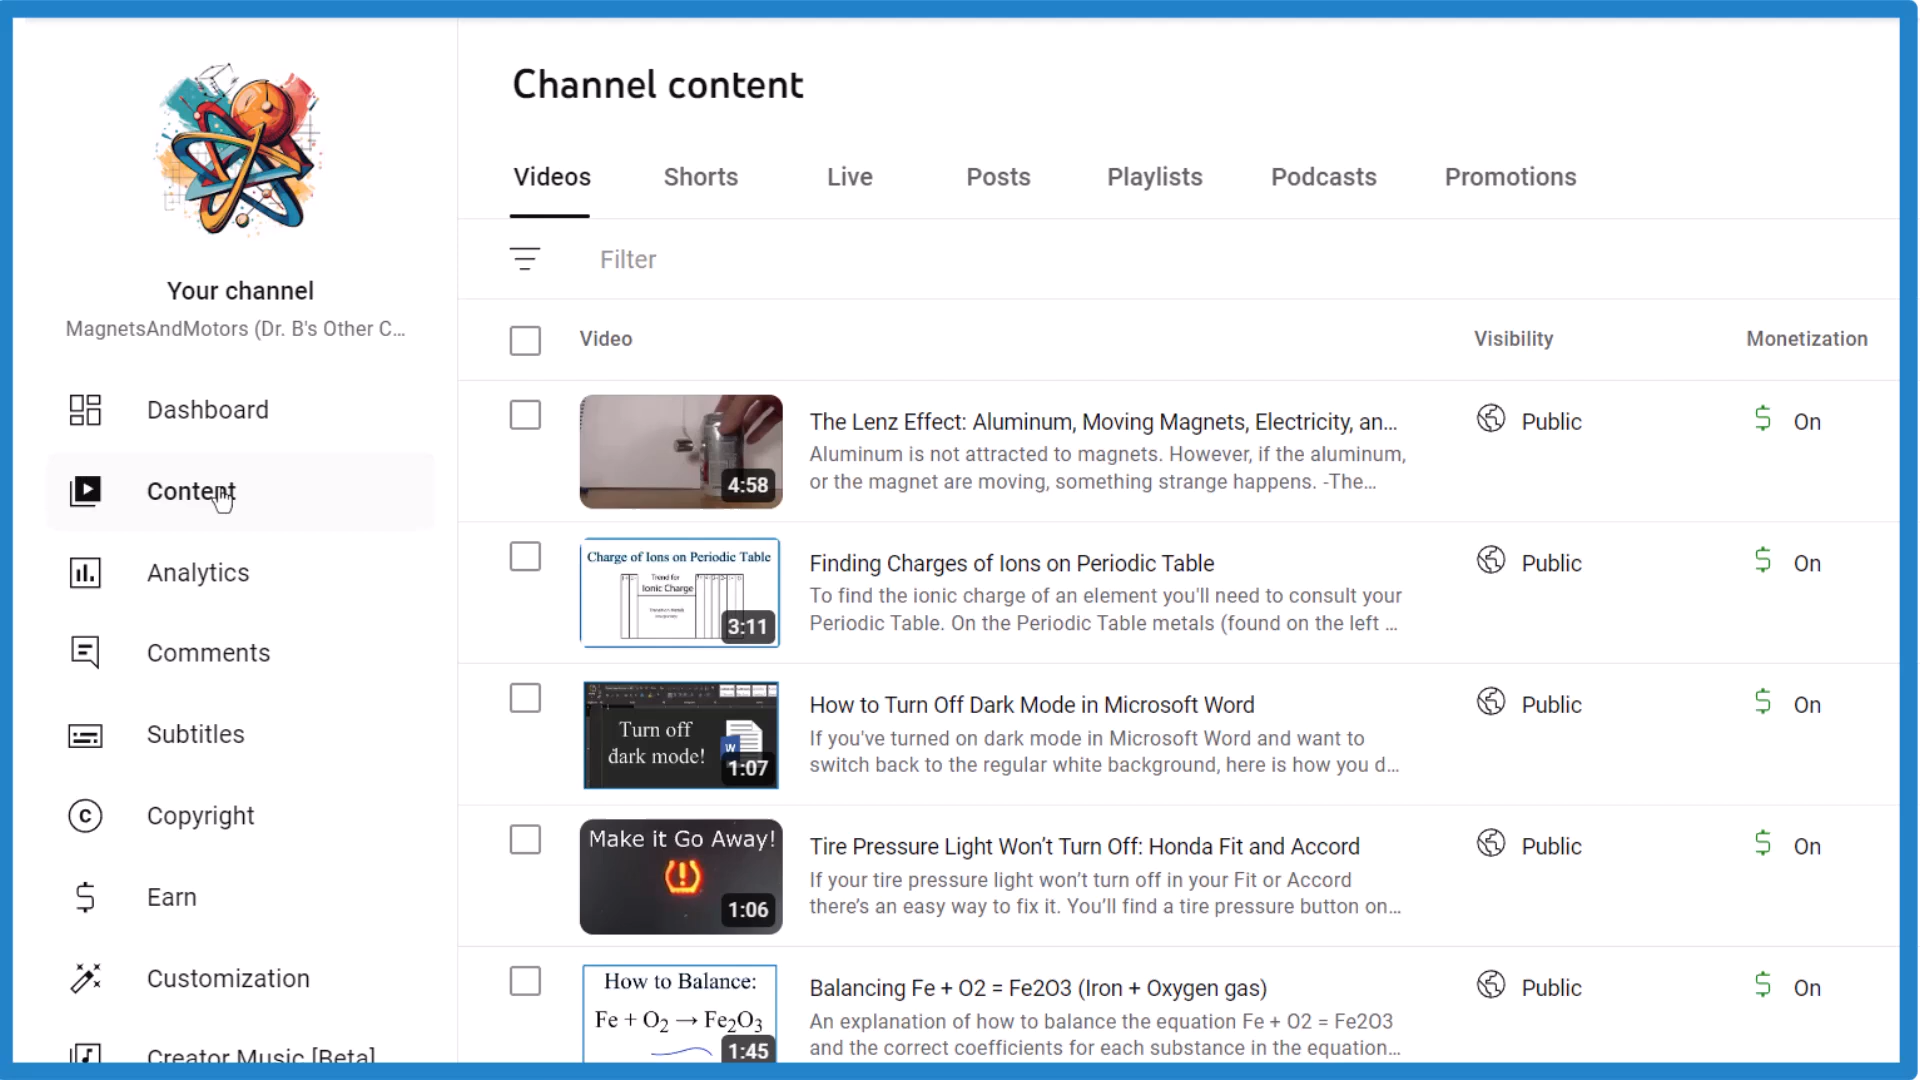 Your channel
MagnetsAndMotors (Dr. B's Other C...
Dashboard
Content
Analytics
Comments
Subtitles
Copyright
Earn
Customization
Creator Music [Beta]
Channel content
Videos Shorts Live Posts Playlists Podcasts Promotions
Filter
Video Visibility Monetization
4:58
The Lenz Effect: Aluminum, Moving Magnets, Electricity, an...
Aluminum is not attracted to magnets. However, if the aluminum,
or the magnet are moving, something strange happens. -The...
Public On
Charge of Ions on Periodic Table
Trend for
Ionic Charge
3:11
Finding Charges of Ions on Periodic Table
To find the ionic charge of an element you'll need to consult your
Periodic Table. On the Periodic Table metals (found on the left ...
Public On
Turn off
dark mode!
W
1:07
How to Turn Off Dark Mode in Microsoft Word
If you've turned on dark mode in Microsoft Word and want to
switch back to the regular white background, here is how you d...
Public On
Make it Go Away!
1:06
Tire Pressure Light Won’t Turn Off: Honda Fit and Accord
If your tire pressure light won’t turn off in your Fit or Accord
there’s an easy way to fix it. You’ll find a tire pressure button on...
Public On
How to Balance:
Fe + O₂ → Fe₂O₃
1:45
Balancing Fe + O2 = Fe2O3 (Iron + Oxygen gas)
An explanation of how to balance the equation Fe + O2 = Fe2O3
and the correct coefficients for each substance in the equation...
Public On